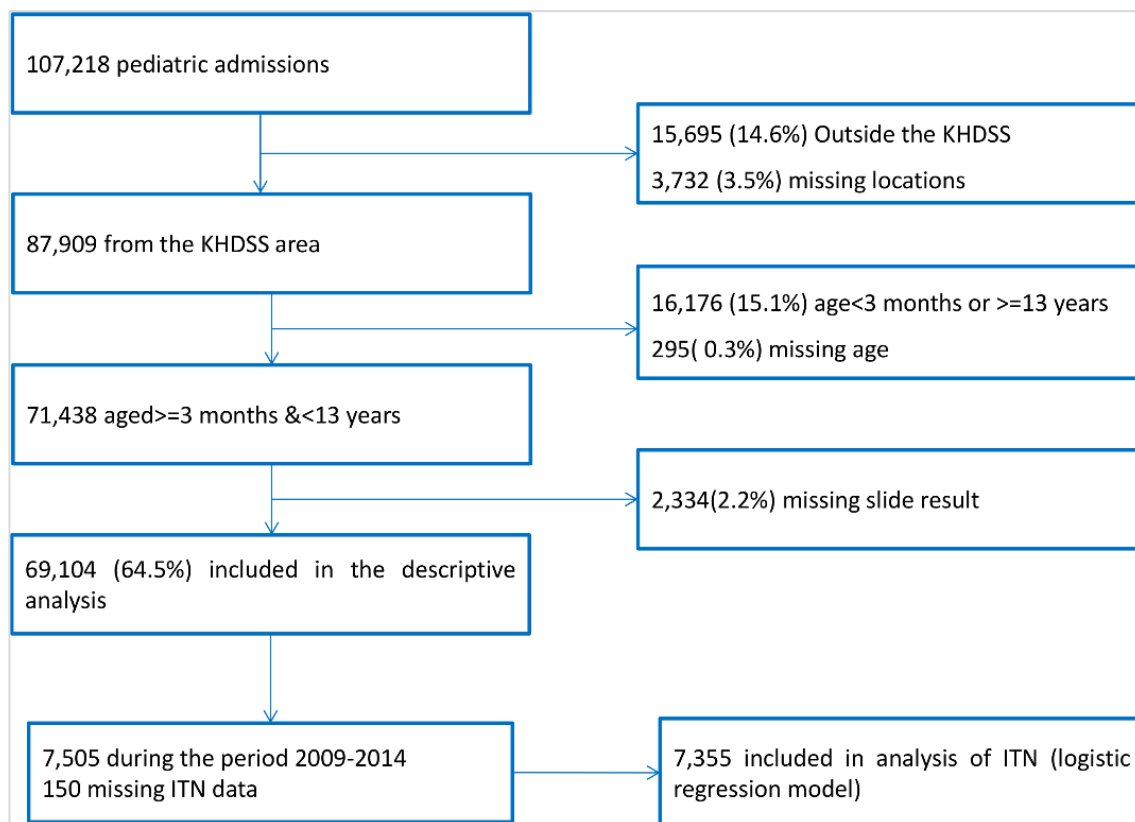 107,218 pediatric admissions
15,695 (14.6%) Outside the KHDSS
3,732 (3.5%) missing locations
87,909 from the KHDSS area
16,176 (15.1%) age<3 months or >=13 years
295( 0.3%) missing age
71,438 aged>=3 months &<13 years
2,334(2.2%) missing slide result
69,104 (64.5%) included in the descriptive
analysis
7,505 during the period 2009-2014
150 missing ITN data
7,355 included in analysis of ITN (logistic
regression model)